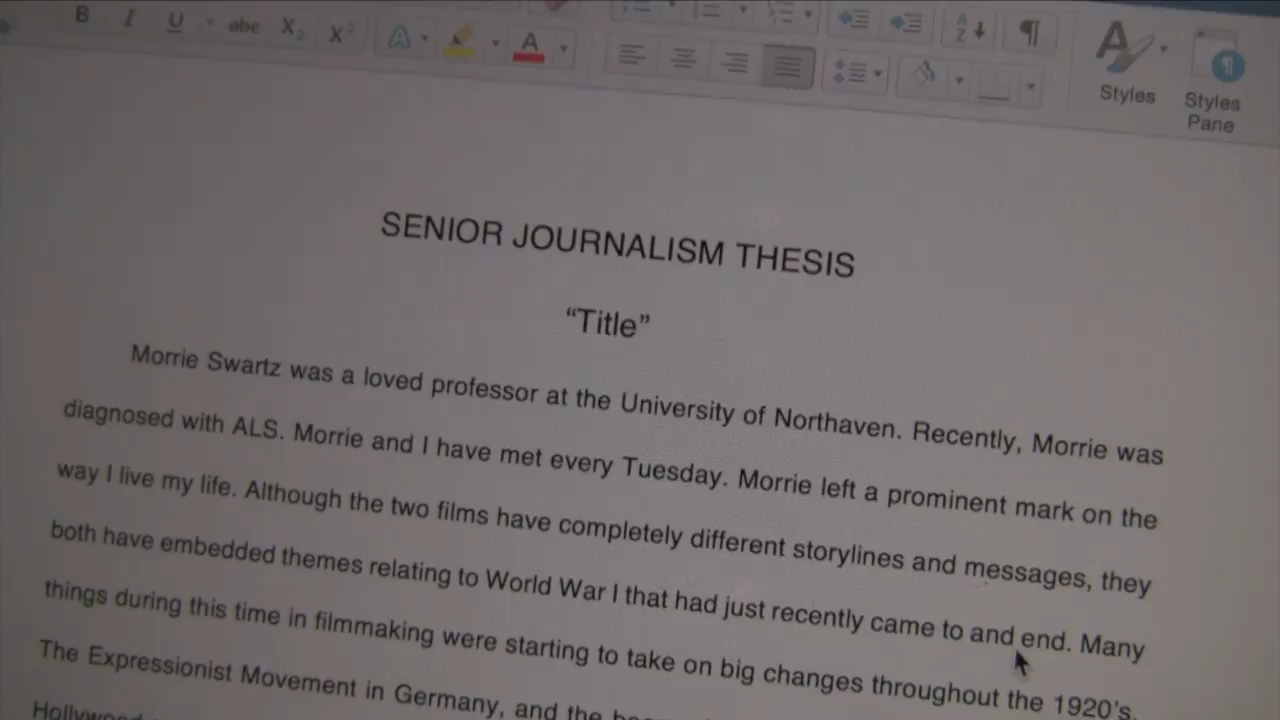 B I U abc X₂ X² A A A Z ¶ A ¶
Styles Styles
Pane
SENIOR JOURNALISM THESIS
“Title”
Morrie Swartz was a loved professor at the University of Northaven. Recently, Morrie was
diagnosed with ALS. Morrie and I have met every Tuesday. Morrie left a prominent mark on the
way I live my life. Although the two films have completely different storylines and messages, they
both have embedded themes relating to World War I that had just recently came to and end. Many
things during this time in filmmaking were starting to take on big changes throughout the 1920's.
The Expressionist Movement in Germany, and the
Hollywood